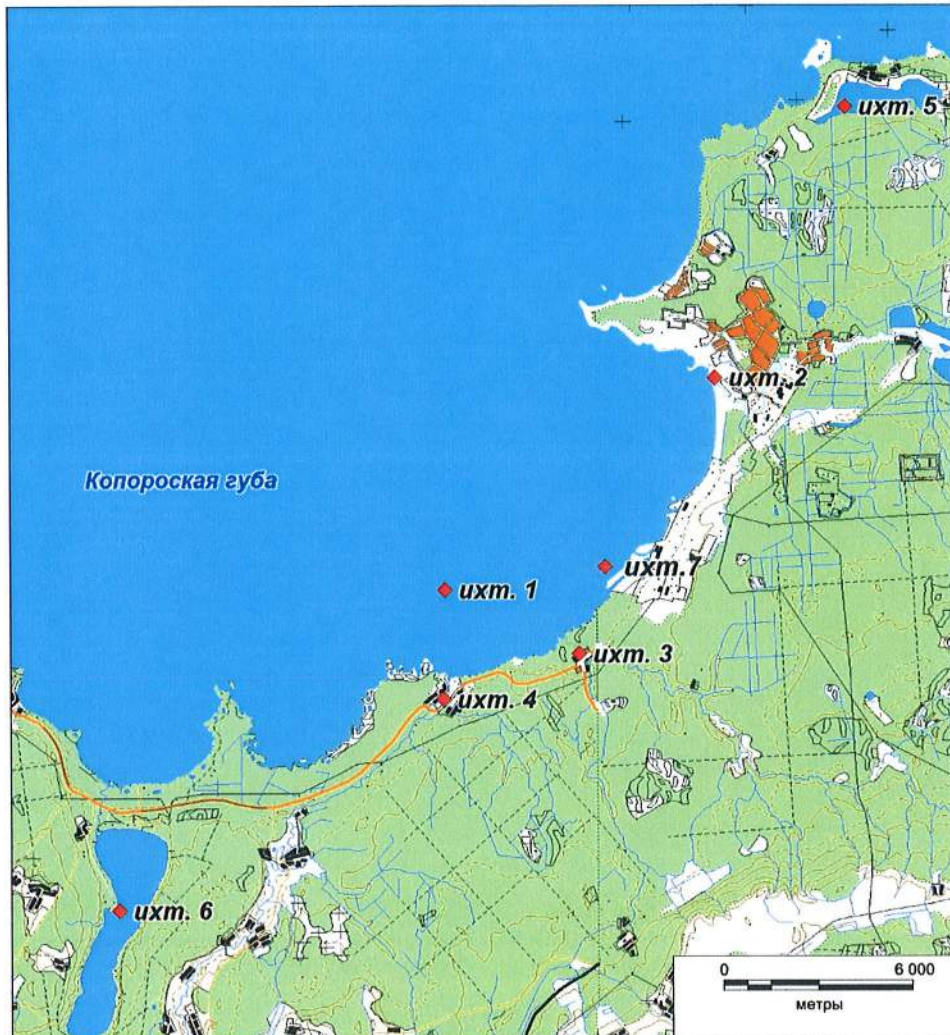 ихт. 5
ихт. 2
Копороская губа
ихт.7
ихт. 1
ихт. 3
ихт. 4
ихт. 6
0 6 000
метры